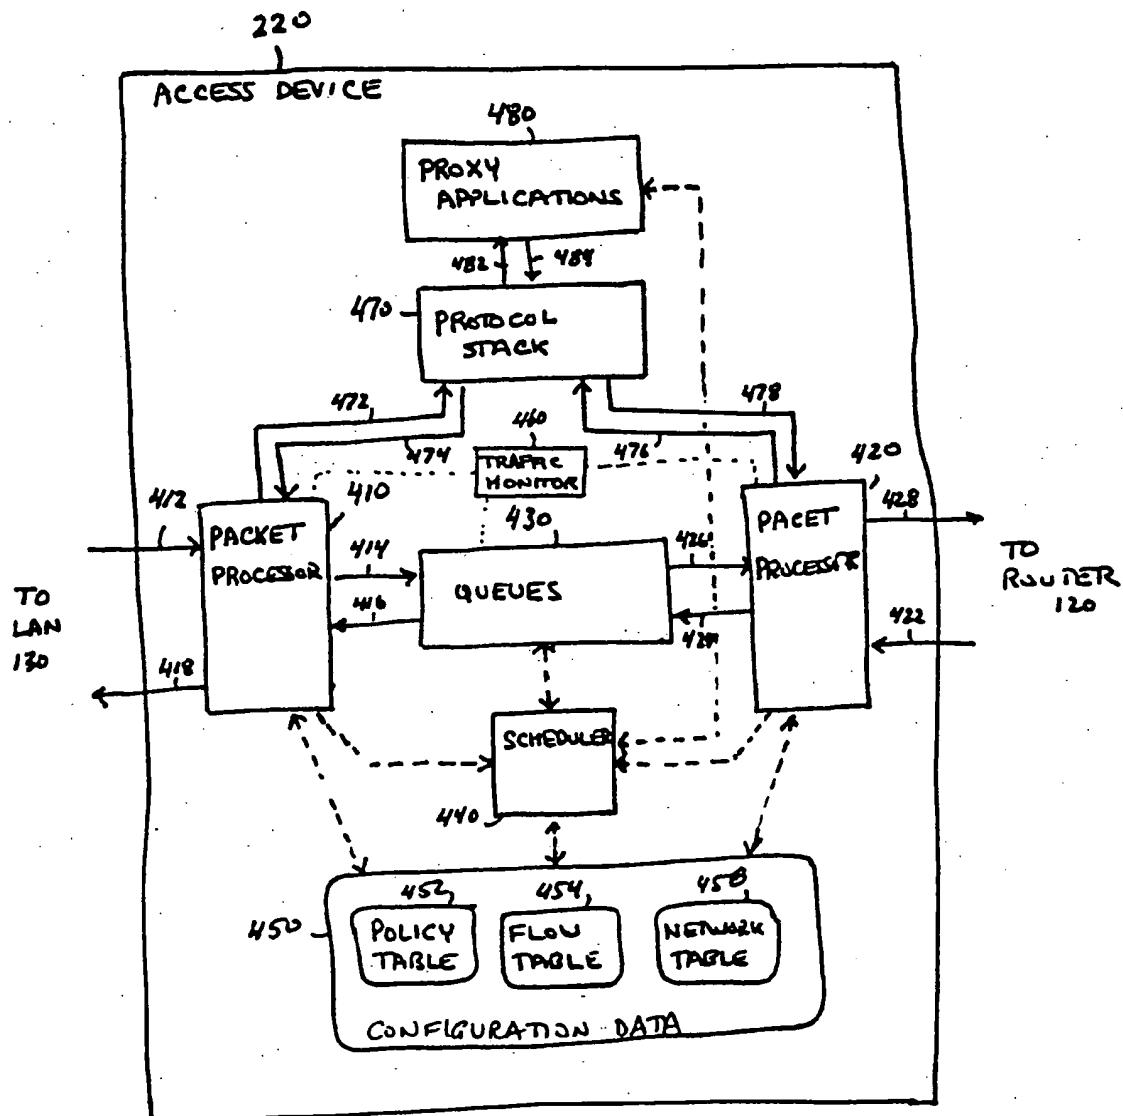 220
ACCESS DEVICE
480
PROXY
APPLICATIONS
482
484
470
PROTOCOL
STACK
472
478
474
460
476
TRAFFIC
MONITOR
412
410
420
428
PACKET
PROCESSOR
430
PACET
PROCESSOR
414
426
QUEUES
416
424
422
TO
LAN
130
TO
ROUTER
120
418
SCHEDULER
440
450
452
454
458
POLICY
TABLE
FLOW
TABLE
NETWORK
TABLE
CONFIGURATION DATA